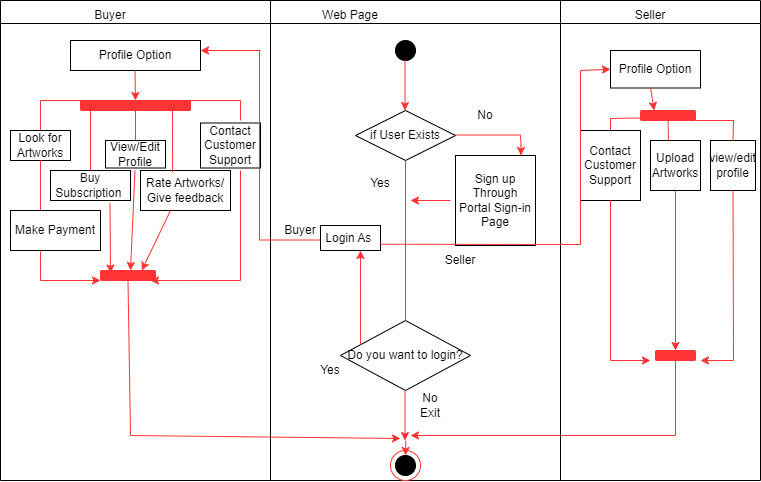 Buyer
Web Page
Seller
Profile Option
Look for
Artworks
View/Edit
Profile
Contact
Customer
Support
Buy
Subscription
Rate Artworks/
Give feedback
Make Payment
if User Exists
No
Yes
Sign up
Through
Portal Sign-in
Page
Buyer
Login As
Seller
Do you want to login?
Yes
No
Exit
Profile Option
Contact
Customer
Support
Upload
Artworks
view/edit
profile